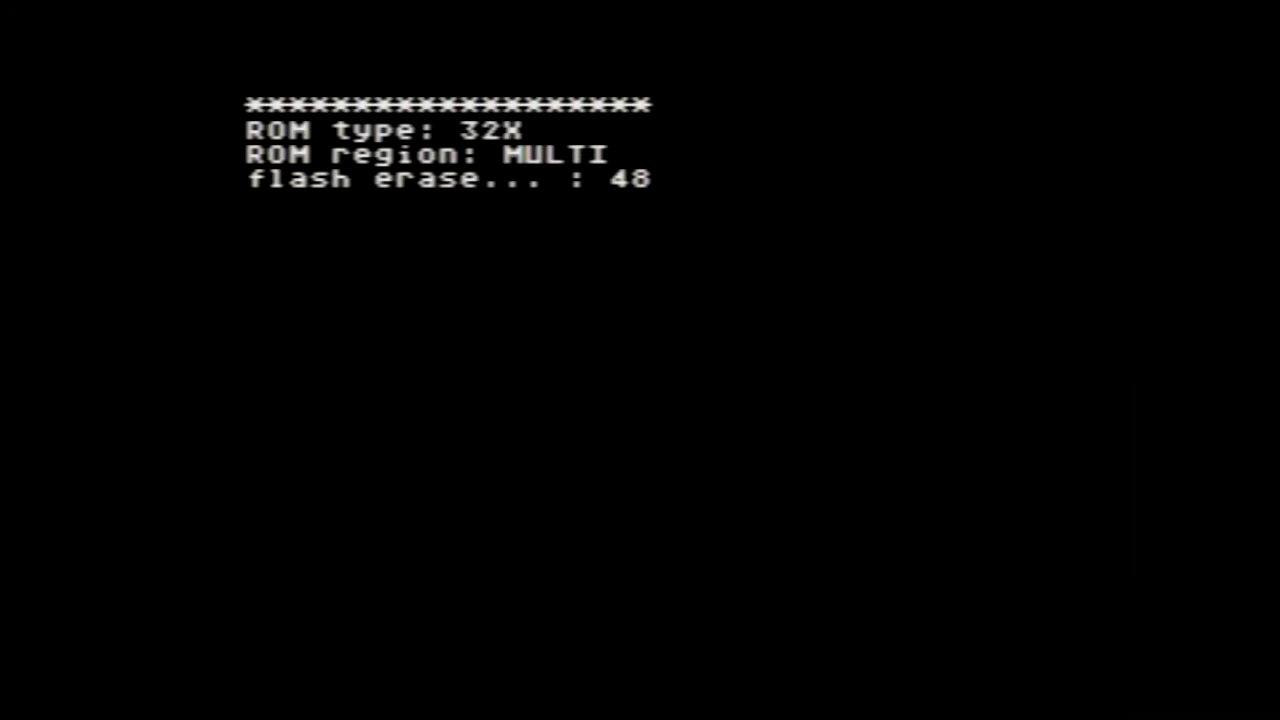 *******************
ROM type: 32X
ROM region: MULTI
flash erase... : 48